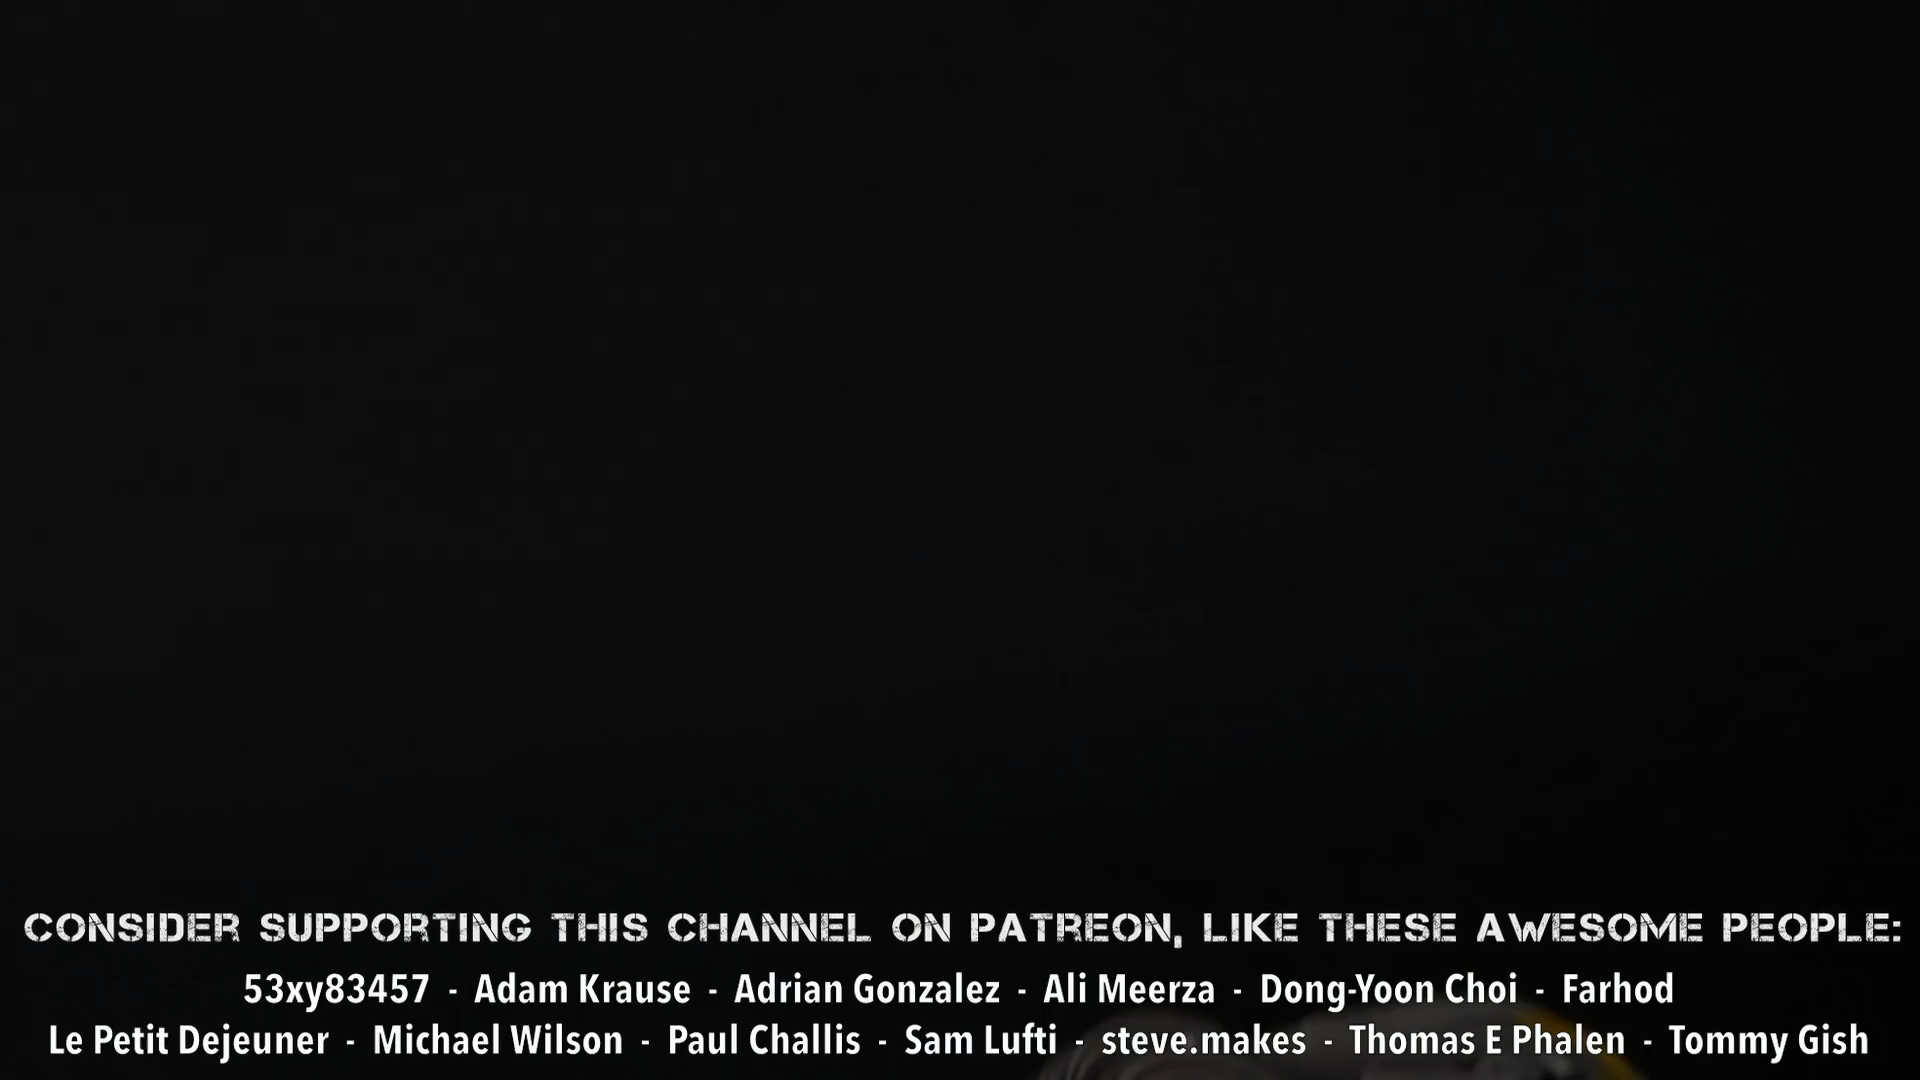 CONSIDER SUPPORTING THIS CHANNEL ON PATREON, LIKE THESE AWESOME PEOPLE:
53xy83457 - Adam Krause - Adrian Gonzalez - Ali Meerza - Dong-Yoon Choi - Farhod
Le Petit Dejeuner - Michael Wilson - Paul Challis - Sam Lufti - steve.makes - Thomas E Phalen - Tommy Gish